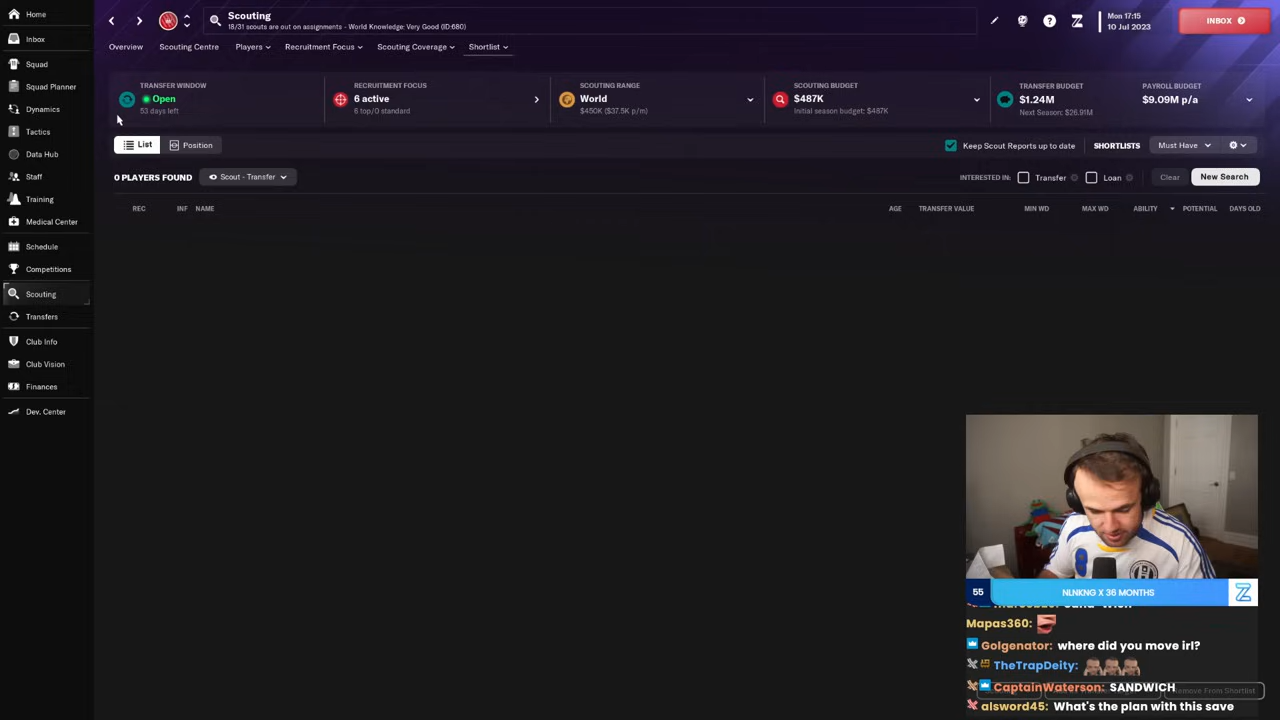 Home
Inbox
Squad
Squad Planner
Dynamics
Tactics
Data Hub
Staff
Training
Medical Center
Schedule
Competitions
Scouting
Transfers
Club Info
Club Vision
Finances
Dev. Center
Scouting
18/31 scouts are out on assignments - World Knowledge: Very Good (ID:680)
Mon 17:15
10 Jul 2023
INBOX
Overview
Scouting Centre
Players
Recruitment Focus
Scouting Coverage
Shortlist
TRANSFER WINDOW
Open
53 days left
RECRUITMENT FOCUS
6 active
6 top/0 standard
SCOUTING RANGE
World
$450K ($37.5K p/m)
SCOUTING BUDGET
$487K
Initial season budget: $487K
TRANSFER BUDGET
$1.24M
Next Season: $26.91M
PAYROLL BUDGET
$9.09M p/a
List
Position
Keep Scout Reports up to date
SHORTLISTS
Must Have
0 PLAYERS FOUND
Scout - Transfer
INTERESTED IN:
Transfer
Loan
Clear
New Search
REC INF NAME AGE TRANSFER VALUE MIN WD MAX WD ABILITY POTENTIAL DAYS OLD
55 NLNKNG X 36 MONTHS
Mapas360:
Golgenator: where did you move irl?
TheTrapDeity:
CaptainWaterson: SANDWICH
Remove From Shortlist
alsword45: What's the plan with this save